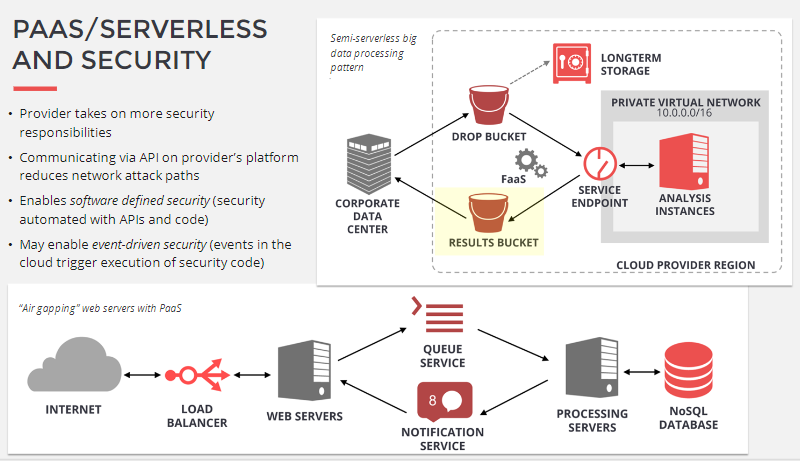 PAAS/SERVERLESS
AND SECURITY
• Provider takes on more security
responsibilities
• Communicating via API on provider's platform
reduces network attack paths
• Enables software defined security (security
automated with APIs and code)
• May enable event-driven security (events in the
cloud trigger execution of security code)
Semi-serverless big
data processing
pattern
LONGTERM
STORAGE
PRIVATE VIRTUAL NETWORK
10.0.0.0/16
DROP BUCKET
FaaS
CORPORATE
DATA
CENTER
SERVICE
ENDPOINT
ANALYSIS
INSTANCES
RESULTS BUCKET
CLOUD PROVIDER REGION
"Air gapping" web servers with PaaS
QUEUE
SERVICE
8
INTERNET
LOAD
BALANCER
WEB SERVERS
NOTIFICATION
SERVICE
PROCESSING
SERVERS
NoSQL
DATABASE